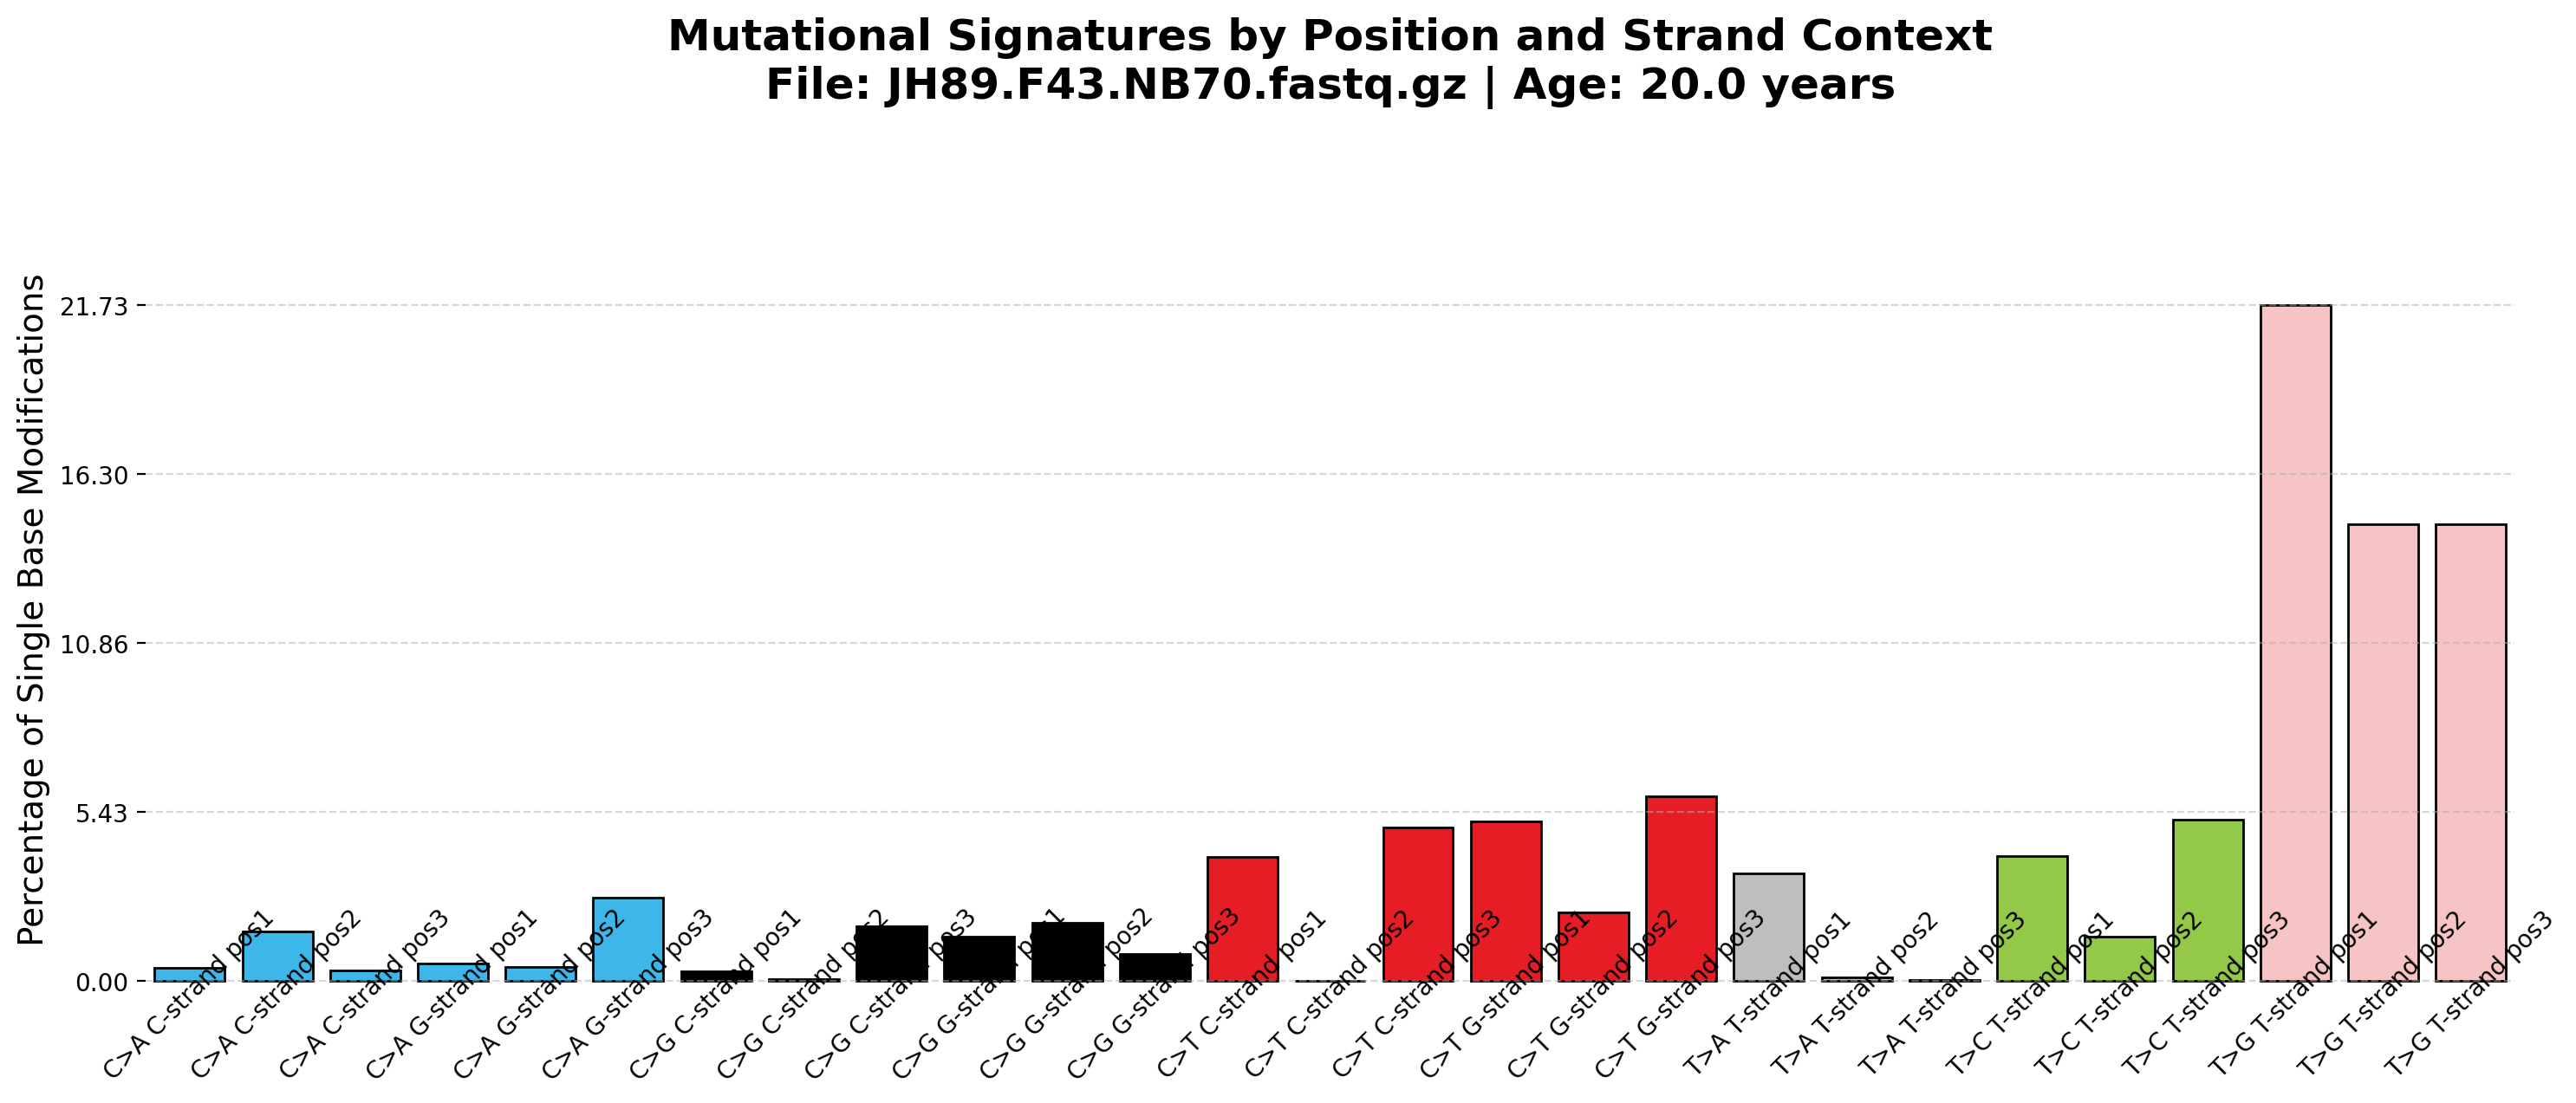 Mutational Signatures by Position and Strand Context
File: JH89.F43.NB70.fastq.gz | Age: 20.0 years
Percentage of Single Base Modifications
21.73
16.30
10.86
5.43
0.00
C>A C-strand pos1
C>A C-strand pos2
C>A C-strand pos3
C>A G-strand pos1
C>A G-strand pos2
C>A G-strand pos3
C>G C-strand pos1
C>G C-strand pos2
C>G C-strand pos3
C>G G-strand pos1
C>G G-strand pos2
C>G G-strand pos3
C>T C-strand pos1
C>T C-strand pos2
C>T C-strand pos3
C>T G-strand pos1
C>T G-strand pos2
C>T G-strand pos3
T>A T-strand pos1
T>A T-strand pos2
T>A T-strand pos3
T>C T-strand pos1
T>C T-strand pos2
T>C T-strand pos3
T>G T-strand pos1
T>G T-strand pos2
T>G T-strand pos3